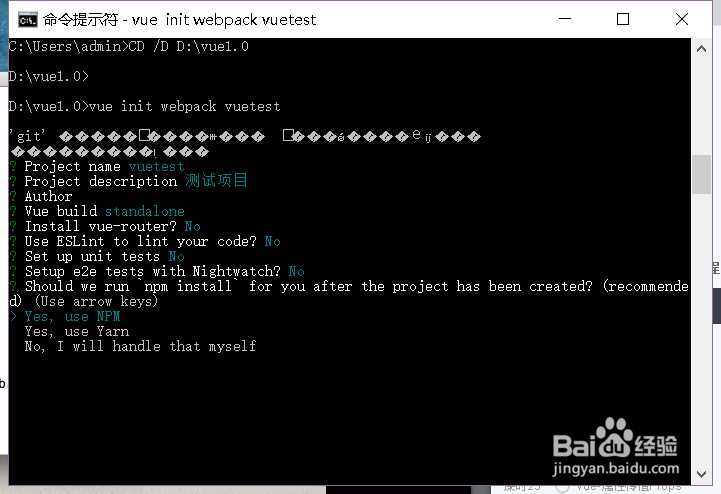 命令提示符 - vue init webpack vuetest
C:\Users\admin>CD /D D:\vue1.0
D:\vue1.0>
D:\vue1.0>vue init webpack vuetest
'git'
? Project name vuetest
? Project description 测试项目
? Author
? Vue build standalone
? Install vue-router? No
? Use ESLint to lint your code? No
? Set up unit tests No
? Setup e2e tests with Nightwatch? No
? Should we run `npm install` for you after the project has been created? (recommende
d) (Use arrow keys)
> Yes, use NPM
Yes, use Yarn
No, I will handle that myself
Baidu 经验
jingyan.baidu.com